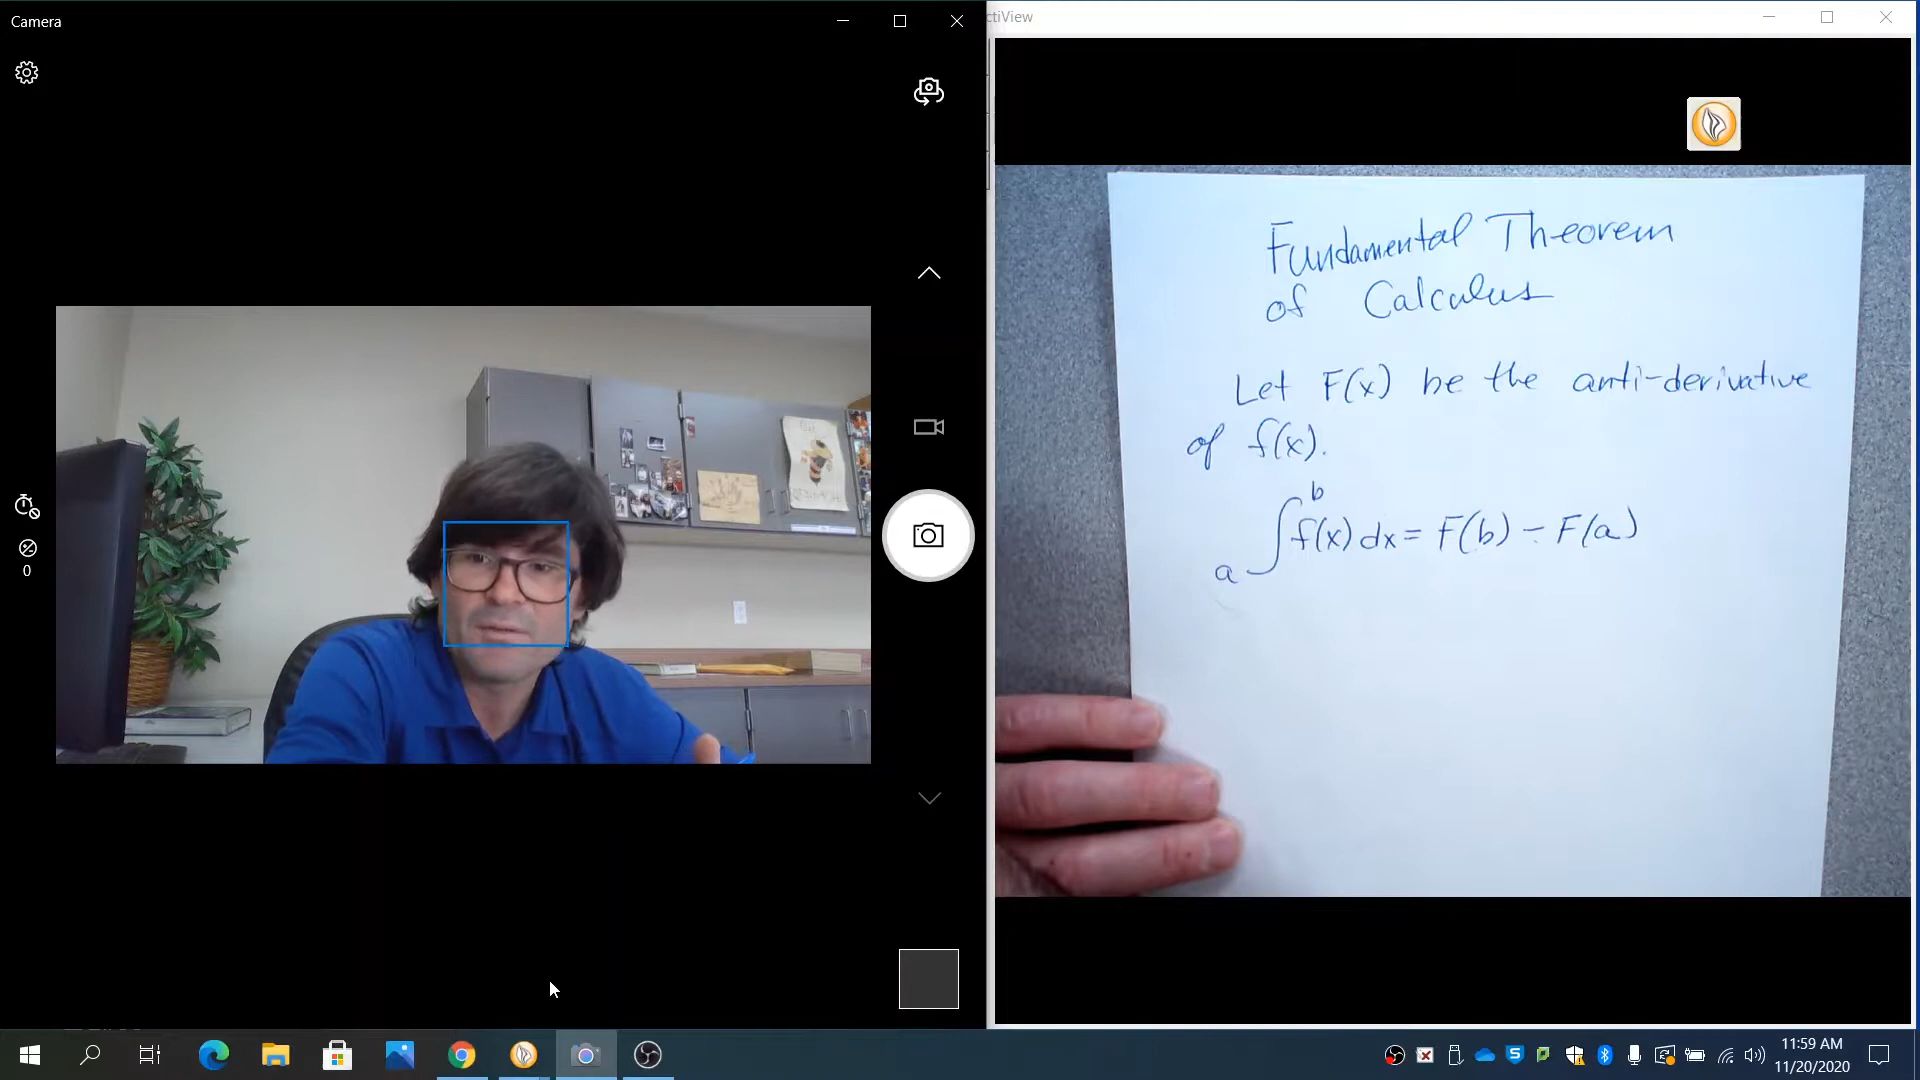 Camera
ctiView
0
Fundamental Theorem
of Calculus
Let F(x) be the anti-derivative
of f(x).
b
∫ f(x) dx = F(b) - F(a)
a
11:59 AM
11/20/2020